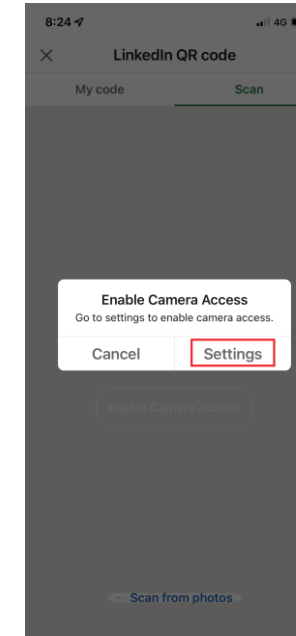 8:24 4G
LinkedIn QR code
My code Scan
Enable Camera Access
Go to settings to enable camera access.
Cancel Settings
Enable Camera Access
Scan from photos